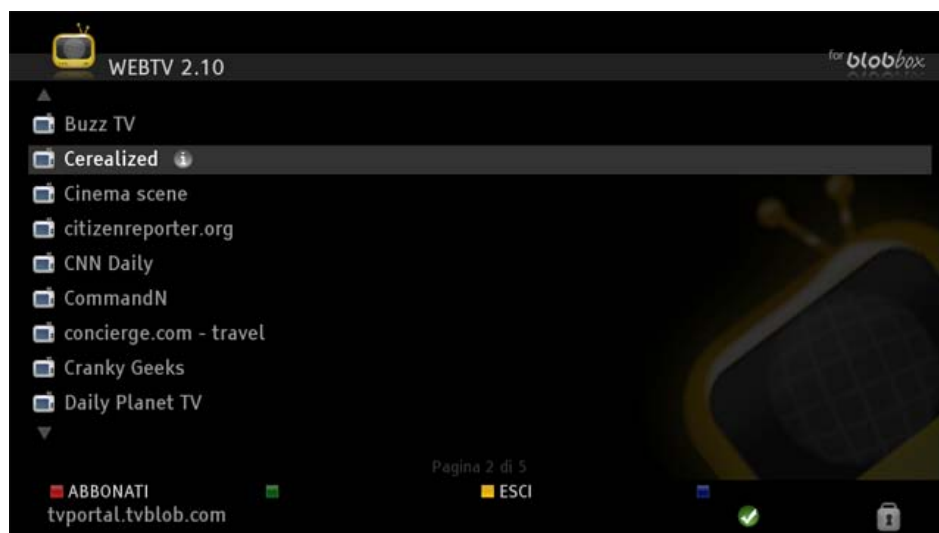 WEBTV 2.10
for blobbox
Buzz TV
Cerealized
Cinema scene
citizenreporter.org
CNN Daily
CommandN
concierge.com - travel
Cranky Geeks
Daily Planet TV
Pagina 2 di 5
ABBONATI ESCI
tvportal.tvblob.com